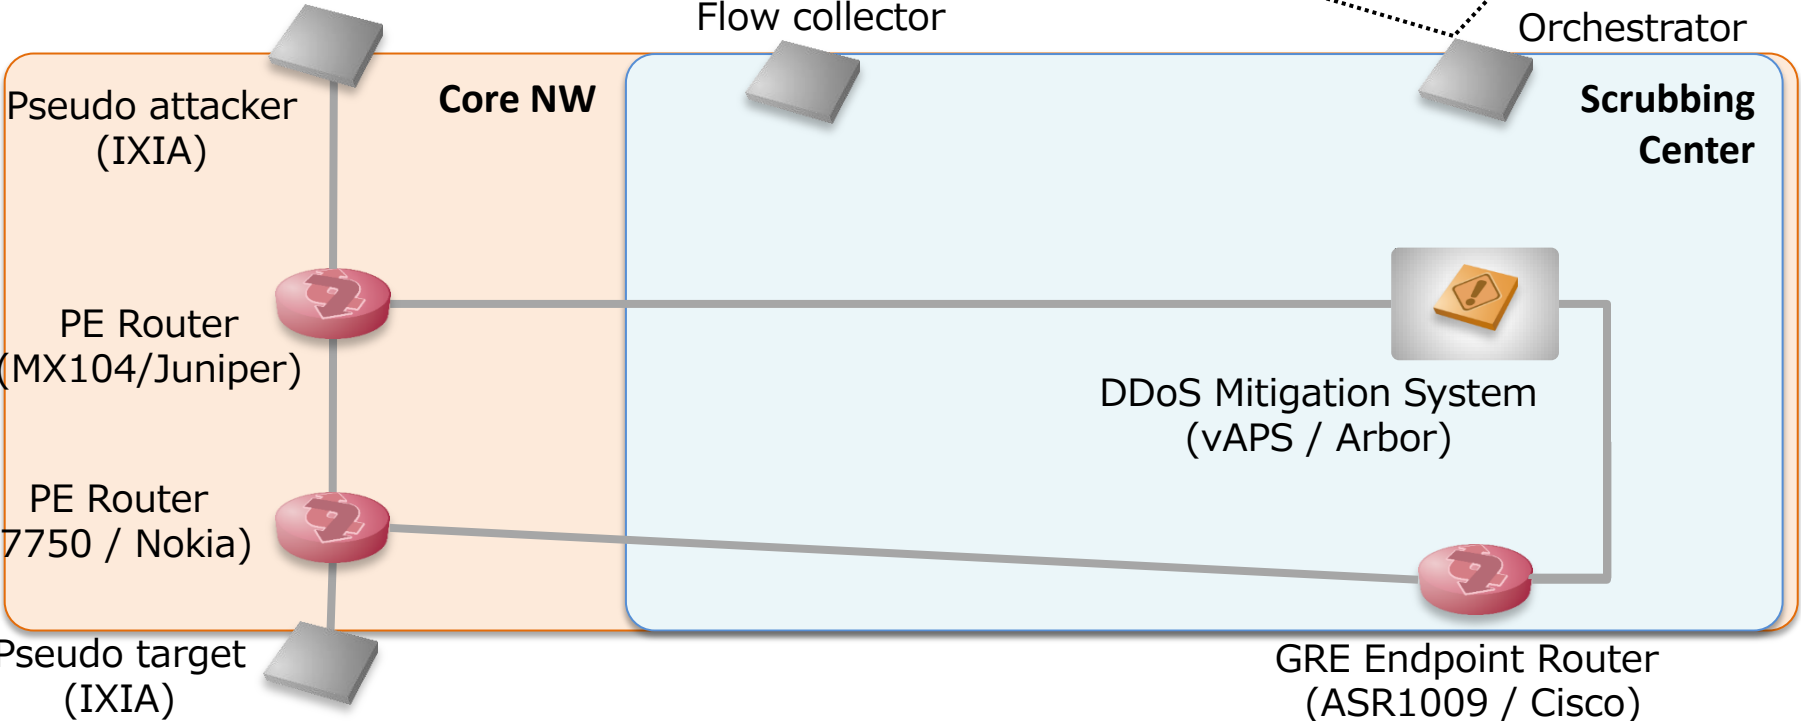 Flow collector
Orchestrator
Pseudo attacker
(IXIA)
Core NW
Scrubbing
Center
PE Router
(MX104/Juniper)
DDoS Mitigation System
(vAPS / Arbor)
PE Router
7750 / Nokia)
Pseudo target
(IXIA)
GRE Endpoint Router
(ASR1009 / Cisco)